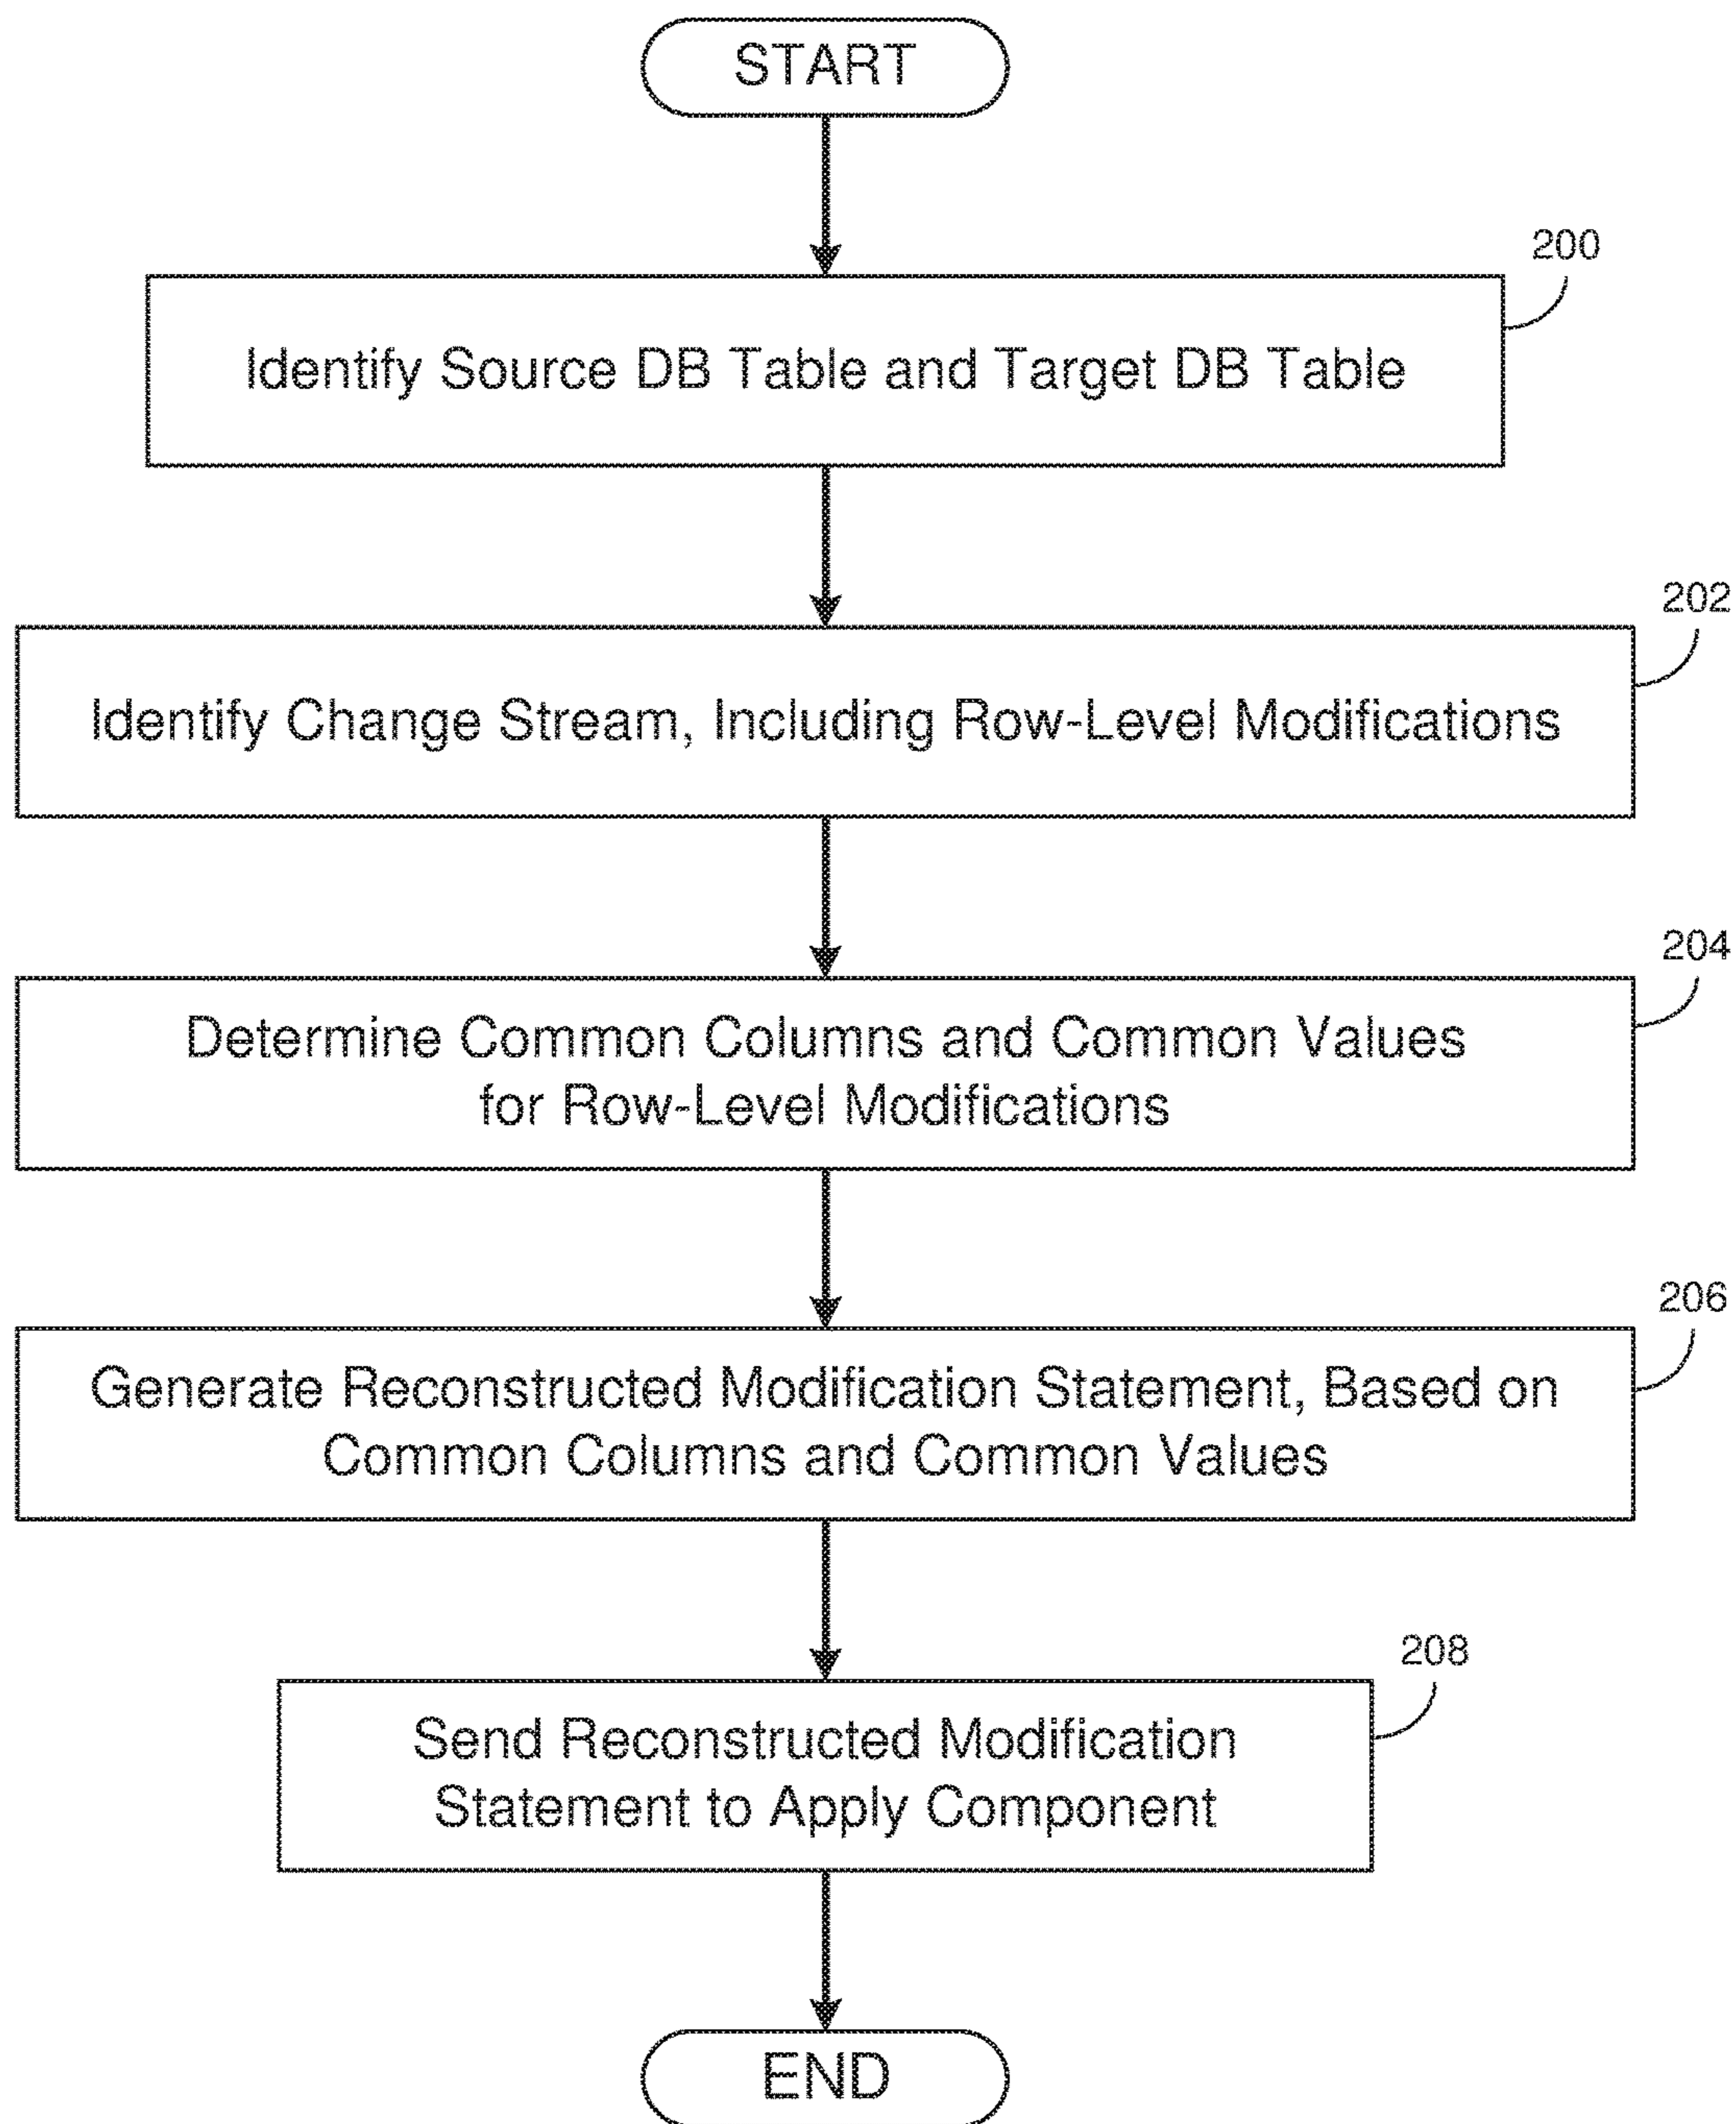 START
200
Identify Source DB Table and Target DB Table
202
Identify Change Stream, Including Row-Level Modifications
204
Determine Common Columns and Common Values
for Row-Level Modifications
206
Generate Reconstructed Modification Statement, Based on
Common Columns and Common Values
208
Send Reconstructed Modification
Statement to Apply Component
END